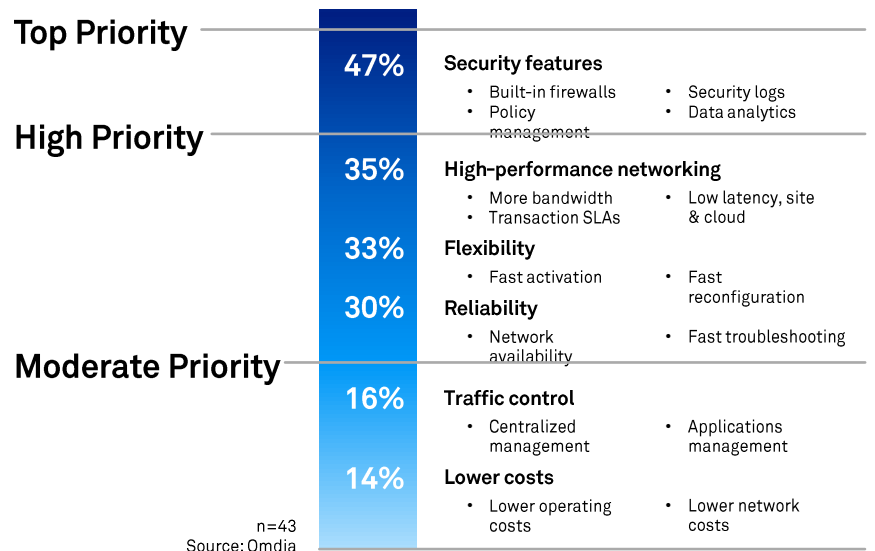 Top Priority
47%
Security features
• Built-in firewalls
• Policy
management
• Security logs
• Data analytics
High Priority
35%
High-performance networking
• More bandwidth
• Transaction SLAs
• Low latency, site
& cloud
33%
Flexibility
• Fast activation
• Fast
reconfiguration
30%
Reliability
• Network
availability
• Fast troubleshooting
Moderate Priority
16%
Traffic control
• Centralized
management
• Applications
management
14%
Lower costs
• Lower operating
costs
• Lower network
costs
n=43
Source: Omdia